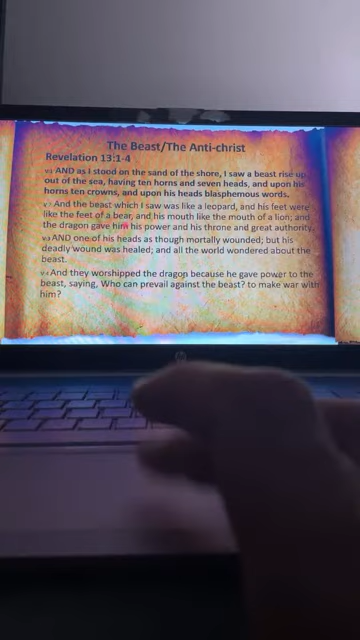 The Beast/The Anti-christ
Revelation 13:1-4
v.1 AND as I stood on the sand of the shore, I saw a beast rise up
out of the sea, having ten horns and seven heads, and upon his
horns ten crowns, and upon his heads blasphemous words.
v.2 And the beast which I saw was like a leopard, and his feet were
like the feet of a bear, and his mouth like the mouth of a lion; and
the dragon gave him his power and his throne and great authority.
v.3 AND one of his heads as though mortally wounded; but his
deadly wound was healed; and all the world wondered about the
beast.
v.4 And they worshipped the dragon because he gave power to the
beast, saying, Who can prevail against the beast? to make war with
him?